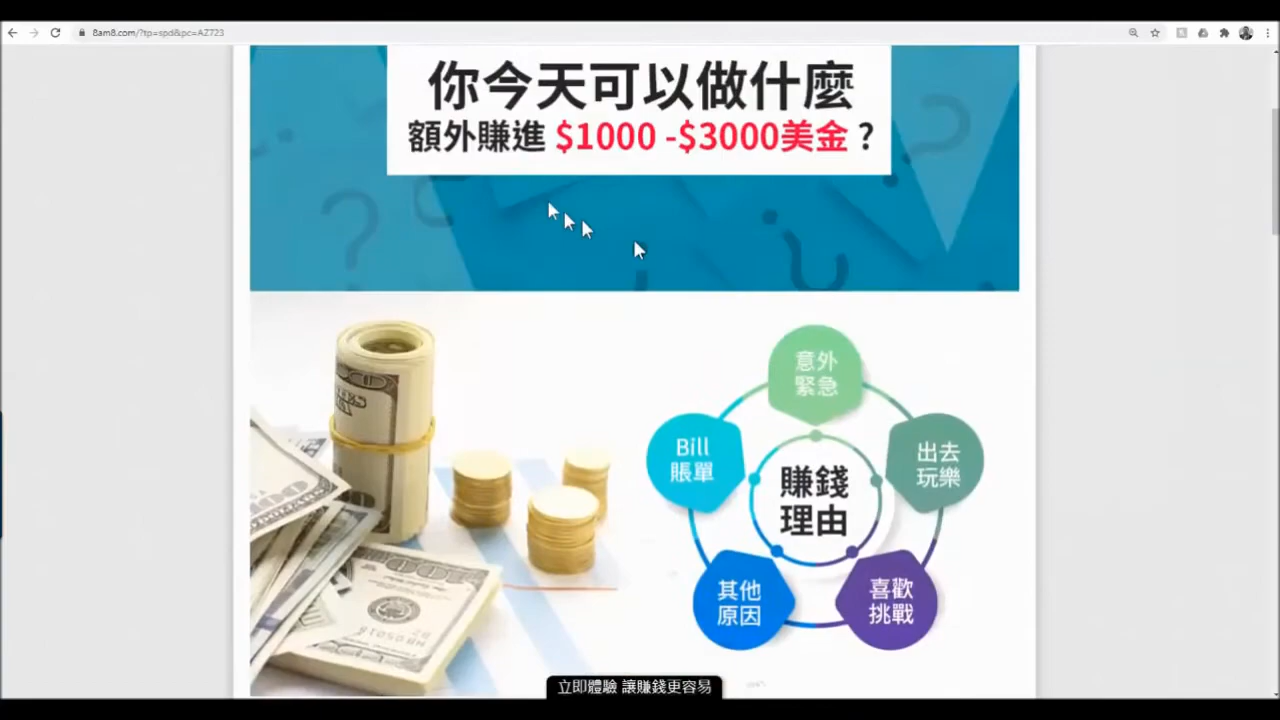 8am8.com/?tp=spdi&pc=AZ723
你今天可以做什麼
額外賺進 $1000 -$3000美金 ?
意外
緊急
Bill
賬單
出去
玩樂
賺錢
理由
其他
原因
喜歡
挑戰
立即體驗 讓賺錢更容易